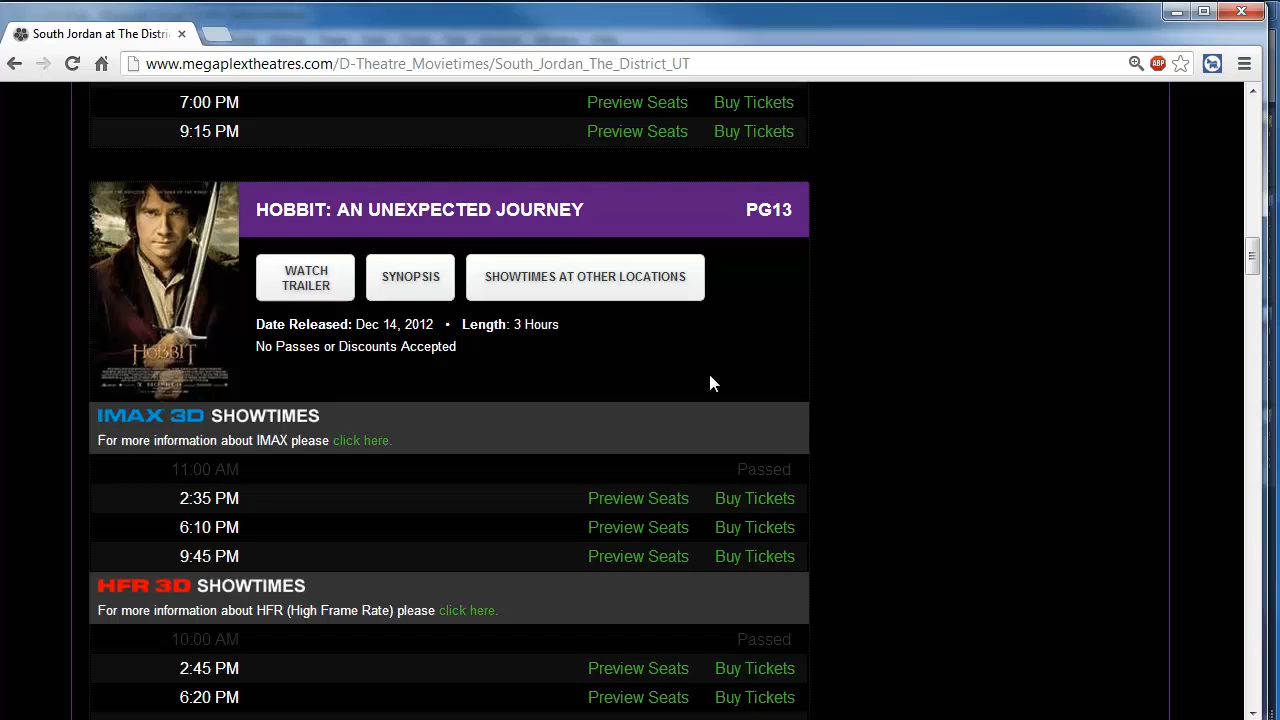 South Jordan at The Distri
www.megaplextheatres.com/D-Theatre_Movietimes/South_Jordan_The_District_UT
ABP
7:00 PM Preview Seats Buy Tickets
9:15 PM Preview Seats Buy Tickets
HOBBIT: AN UNEXPECTED JOURNEY PG13
WATCH TRAILER SYNOPSIS SHOWTIMES AT OTHER LOCATIONS
Date Released: Dec 14, 2012 • Length: 3 Hours
No Passes or Discounts Accepted
HOBBIT
IMAX 3D SHOWTIMES
For more information about IMAX please click here.
11:00 AM Passed
2:35 PM Preview Seats Buy Tickets
6:10 PM Preview Seats Buy Tickets
9:45 PM Preview Seats Buy Tickets
HFR 3D SHOWTIMES
For more information about HFR (High Frame Rate) please click here.
10:00 AM Passed
2:45 PM Preview Seats Buy Tickets
6:20 PM Preview Seats Buy Tickets